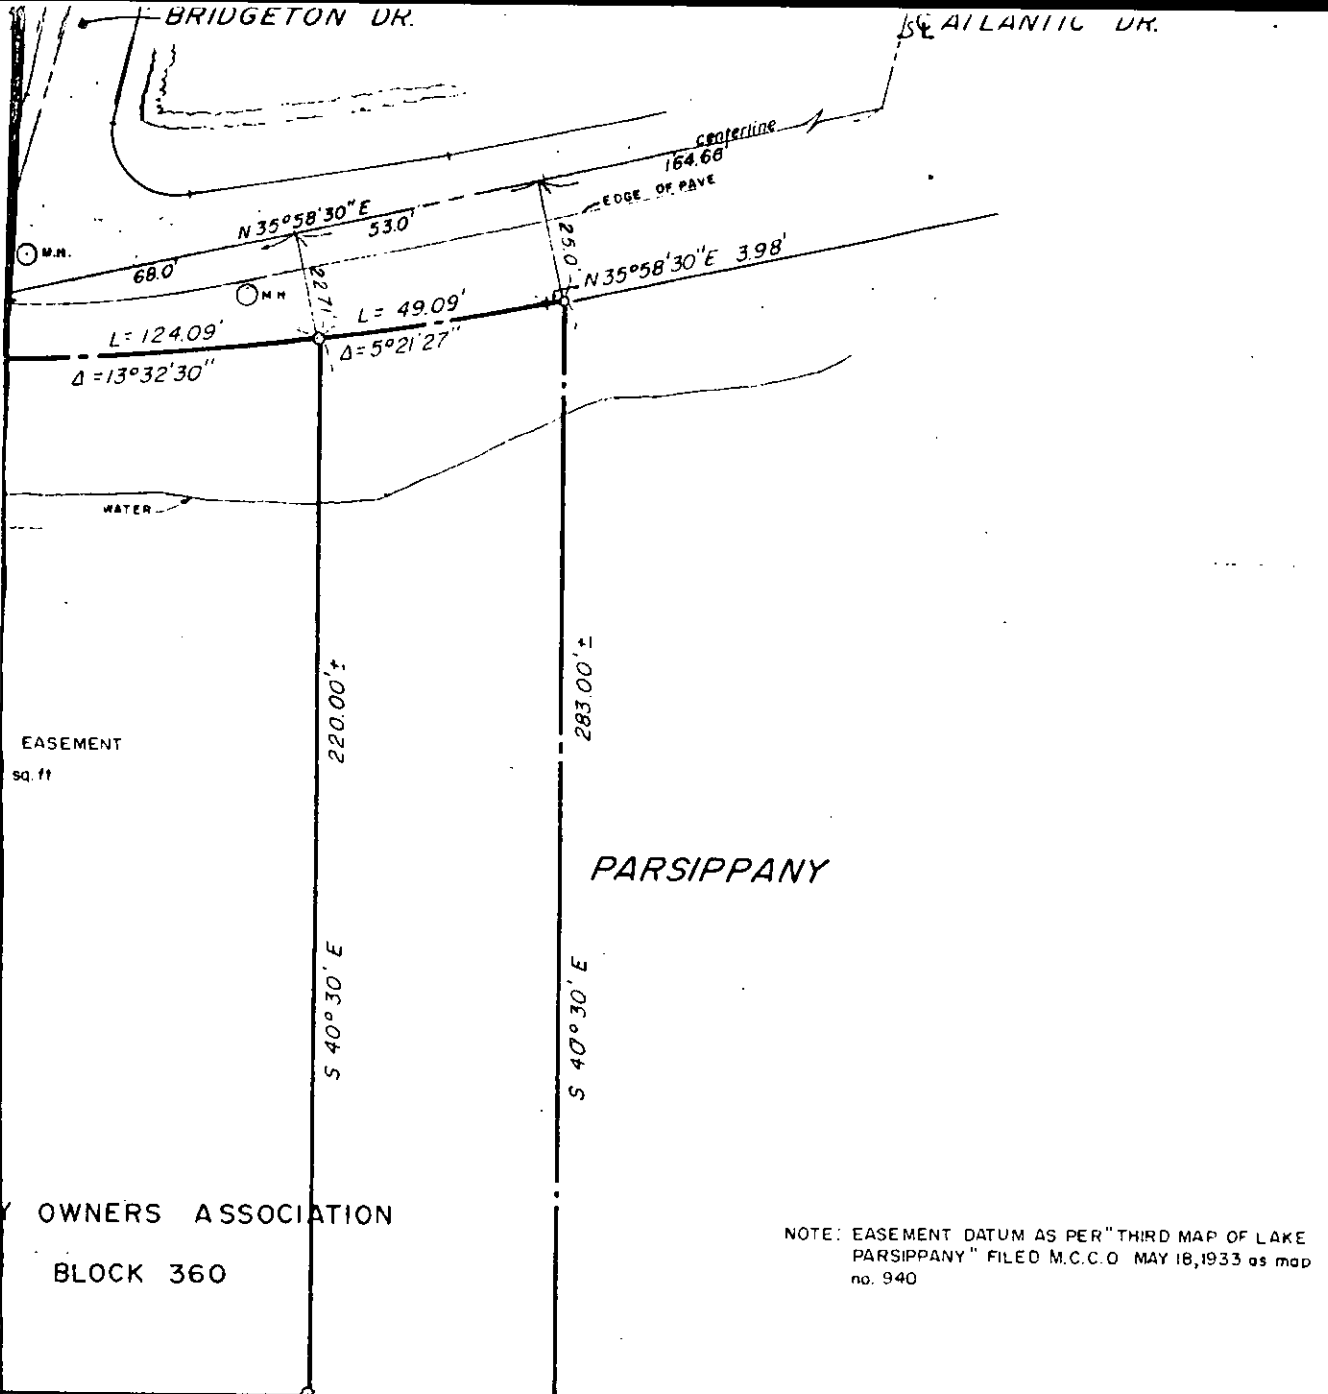 BRIDGETON DR.
ATLANTIC DR.
centerline
164.66'
EDGE OF PAVE
N 35°58'30" E
53.0'
M.H.
68.0'
25.0'
N 35°58'30" E 3.98'
M H
22.71
L= 49.09'
L= 124.09'
Δ=5°21'27"
Δ=13°32'30"
WATER
220.00'±
283.00'±
EASEMENT
sq. ft
PARSIPPANY
S 40°30' E
S 40°30' E
Y OWNERS ASSOCIATION
BLOCK 360
NOTE: EASEMENT DATUM AS PER "THIRD MAP OF LAKE
PARSIPPANY" FILED M.C.C.O MAY 18,1933 as map
no. 940